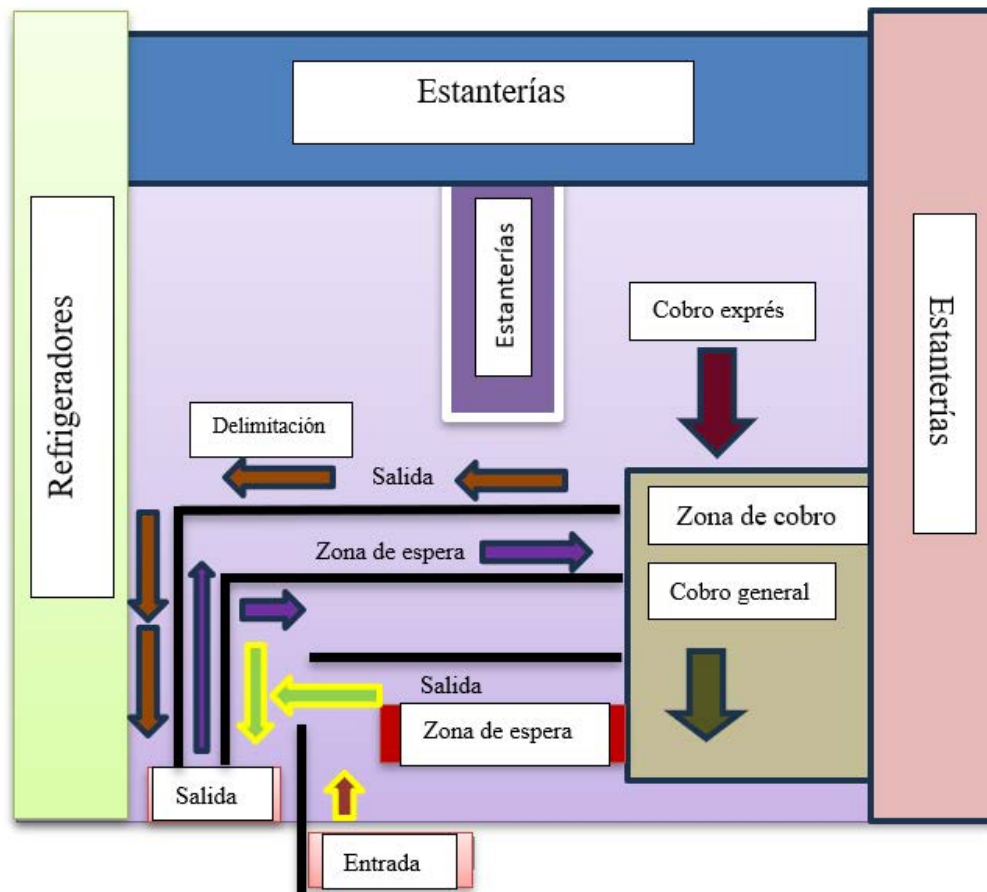 Estanterías
Refrigeradores
Estanterías
Estanterías
Cobro exprés
Delimitación
Salida
Zona de cobro
Zona de espera
Cobro general
Salida
Zona de espera
Salida
Entrada